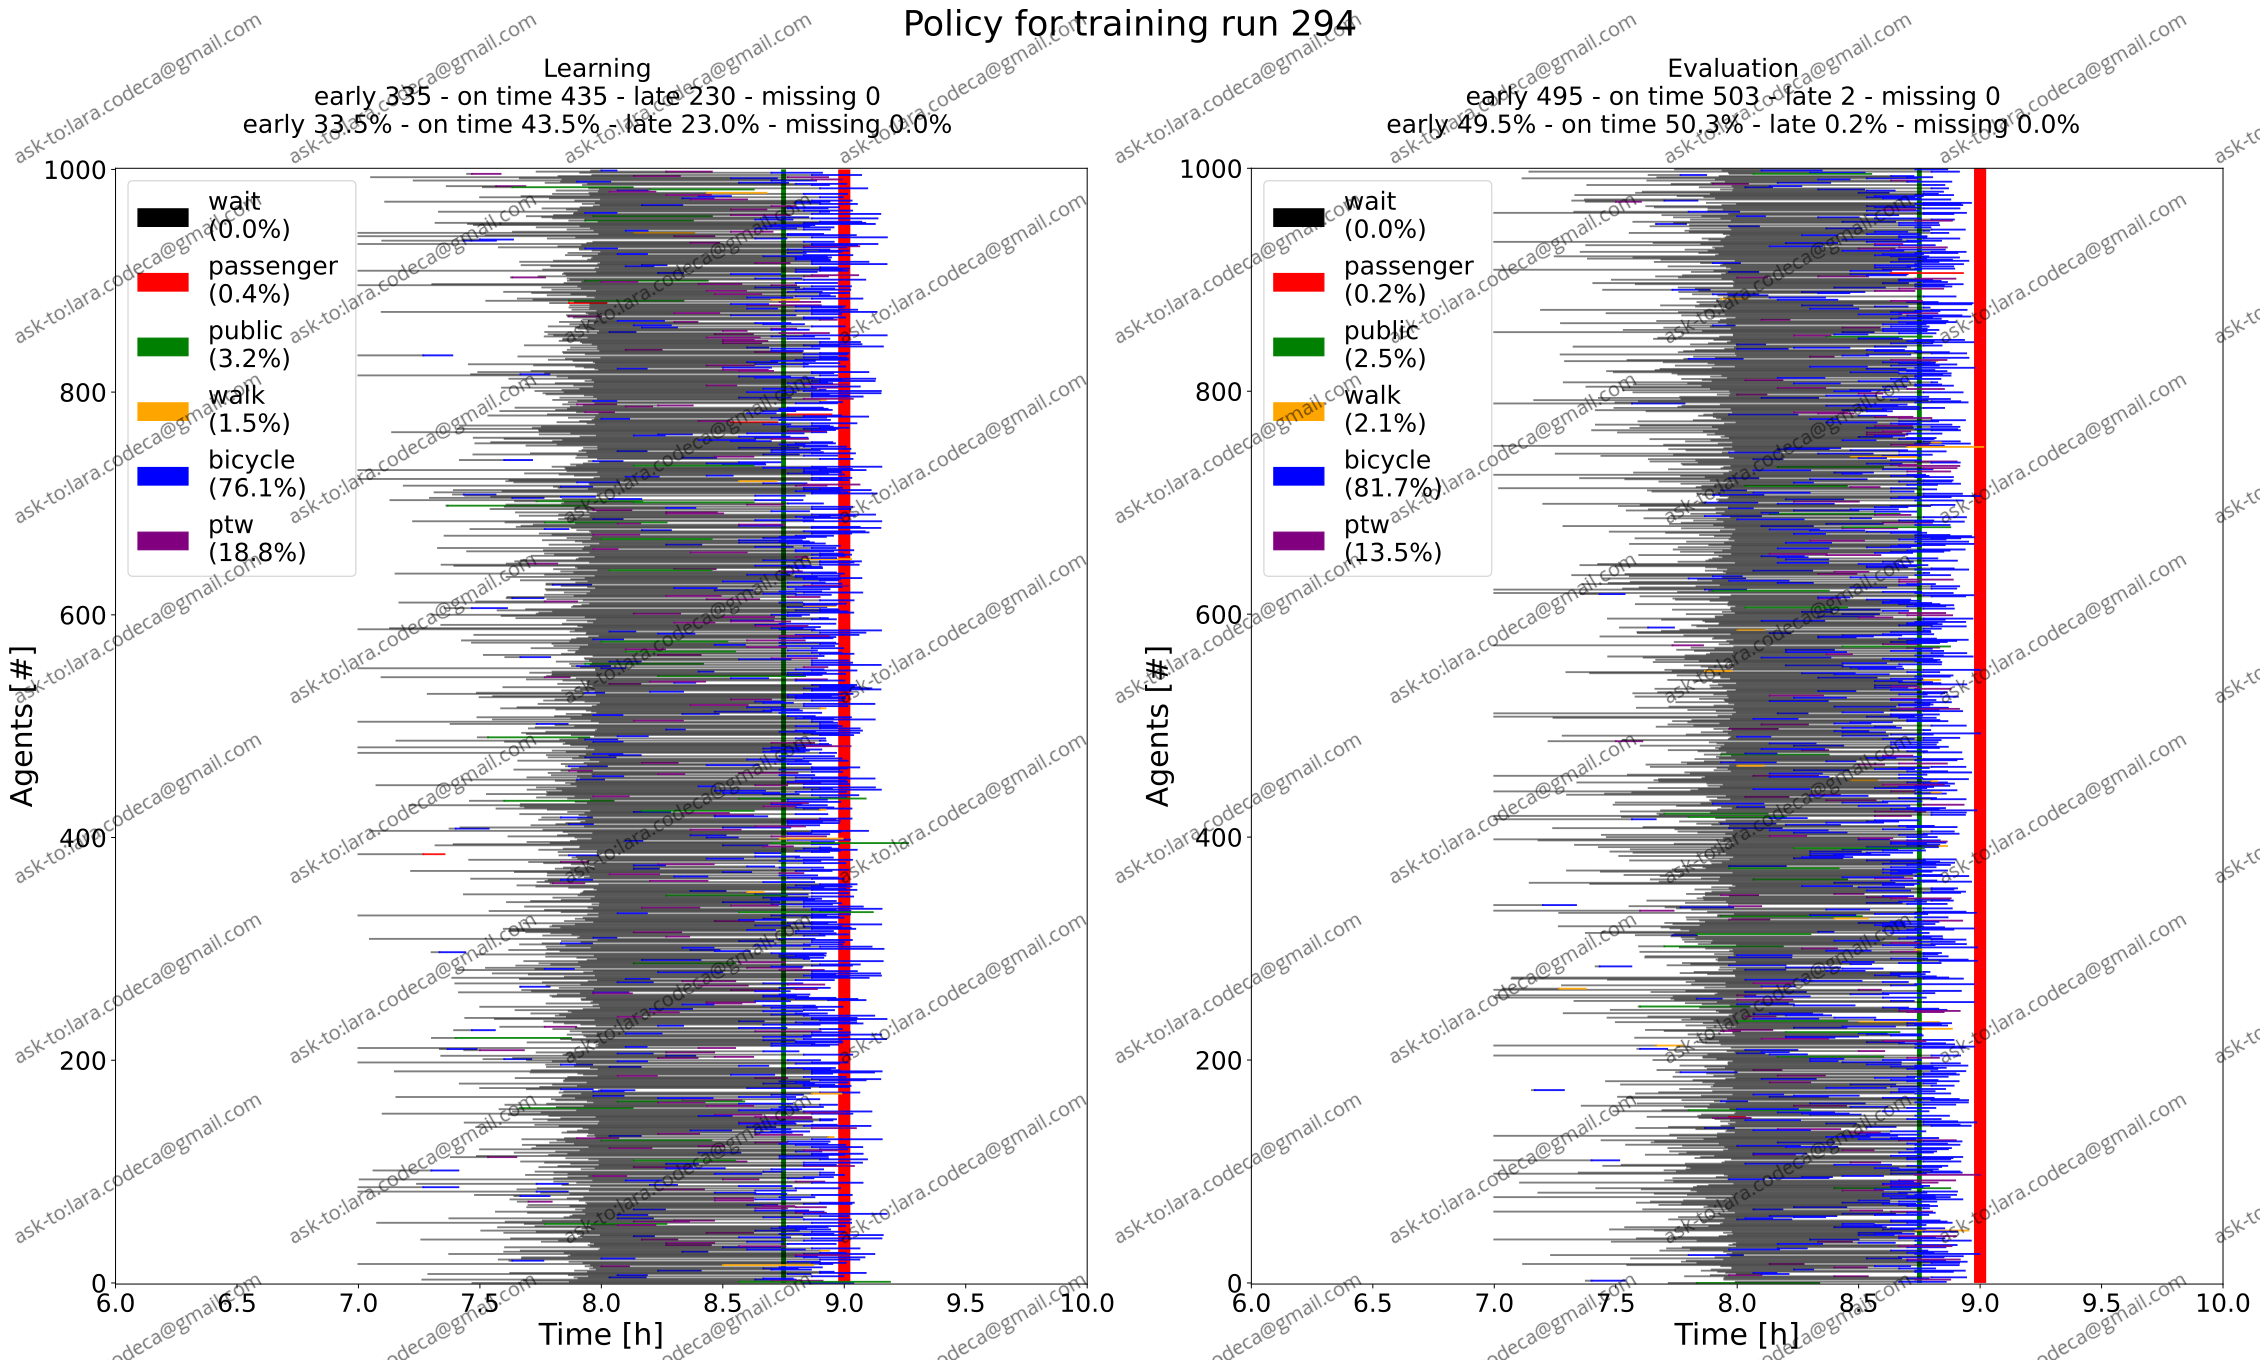 Policy for training run 294
Learning
early 335 - on time 435 - late 230 - missing 0
early 33.5% - on time 43.5% - late 23.0% - missing 0.0%
1000
800
600
400
200
0
Agents [#]
wait
(0.0%)
passenger
(0.4%)
public
(3.2%)
walk
(1.5%)
bicycle
(76.1%)
ptw
(18.8%)
6.0 6.5 7.0 7.5 8.0 8.5 9.0 9.5 10.0
Time [h]
Evaluation
early 495 - on time 503 - late 2 - missing 0
early 49.5% - on time 50.3% - late 0.2% - missing 0.0%
1000
800
600
400
200
0
Agents [#]
wait
(0.0%)
passenger
(0.2%)
public
(2.5%)
walk
(2.1%)
bicycle
(81.7%)
ptw
(13.5%)
6.0 6.5 7.0 7.5 8.0 8.5 9.0 9.5 10.0
Time [h]
ask-to:lara.codeca@gmail.com